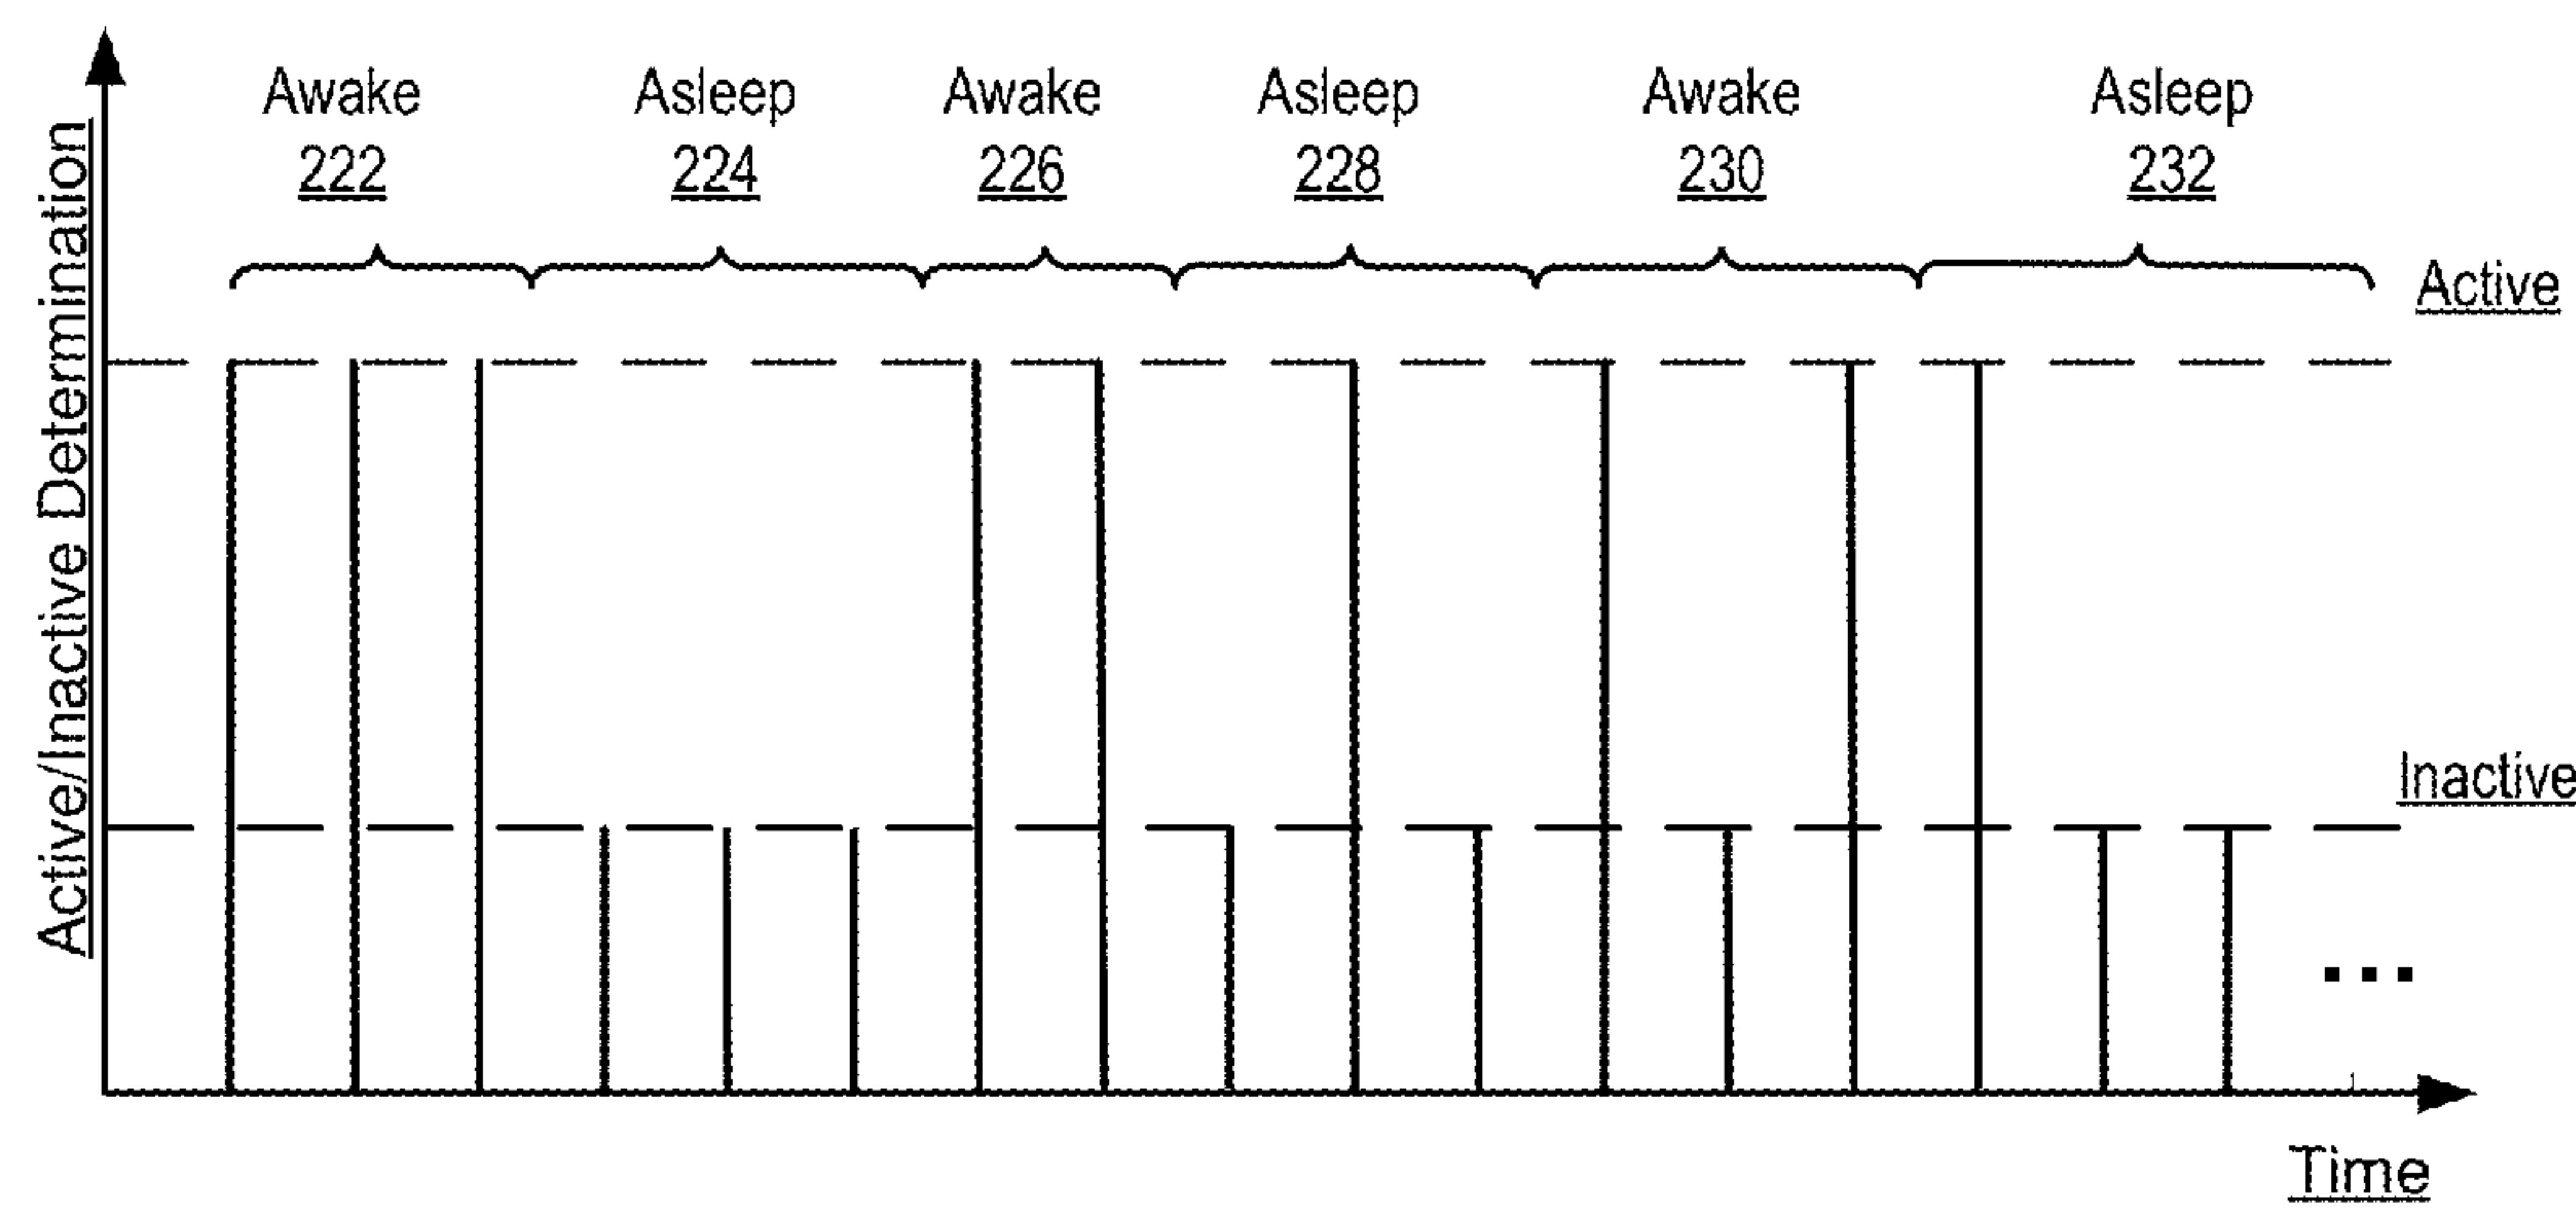 Active/Inactive Determination
Awake
222
Asleep
224
Awake
226
Asleep
228
Awake
230
Asleep
232
Active
Inactive
...
Time